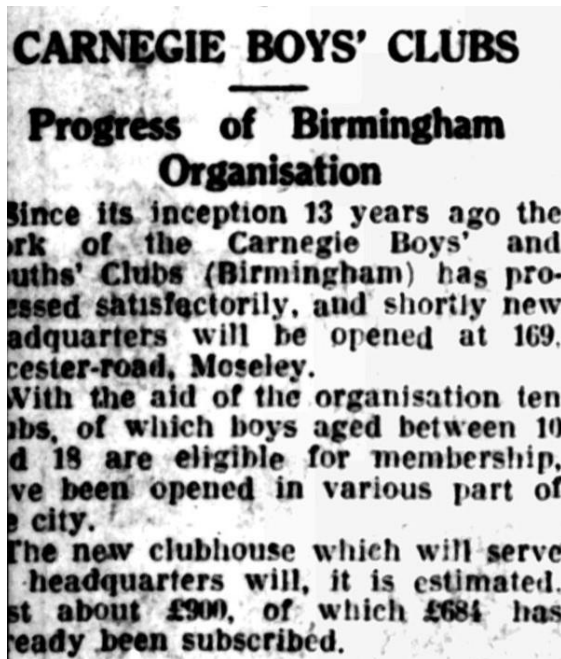 CARNEGIE BOYS' CLUBS
Progress of Birmingham
Organisation
Since its inception 13 years ago the
ork of the Carnegie Boys' and
uths' Clubs (Birmingham) has pro-
essed satisfactorily, and shortly new
adquarters will be opened at 169,
cester-road, Moseley.
With the aid of the organisation ten
ubs, of which boys aged between 10
d 18 are eligible for membership,
ve been opened in various part of
e city.
The new clubhouse which will serve
headquarters will, it is estimated,
st about £900, of which £684 has
ready been subscribed.